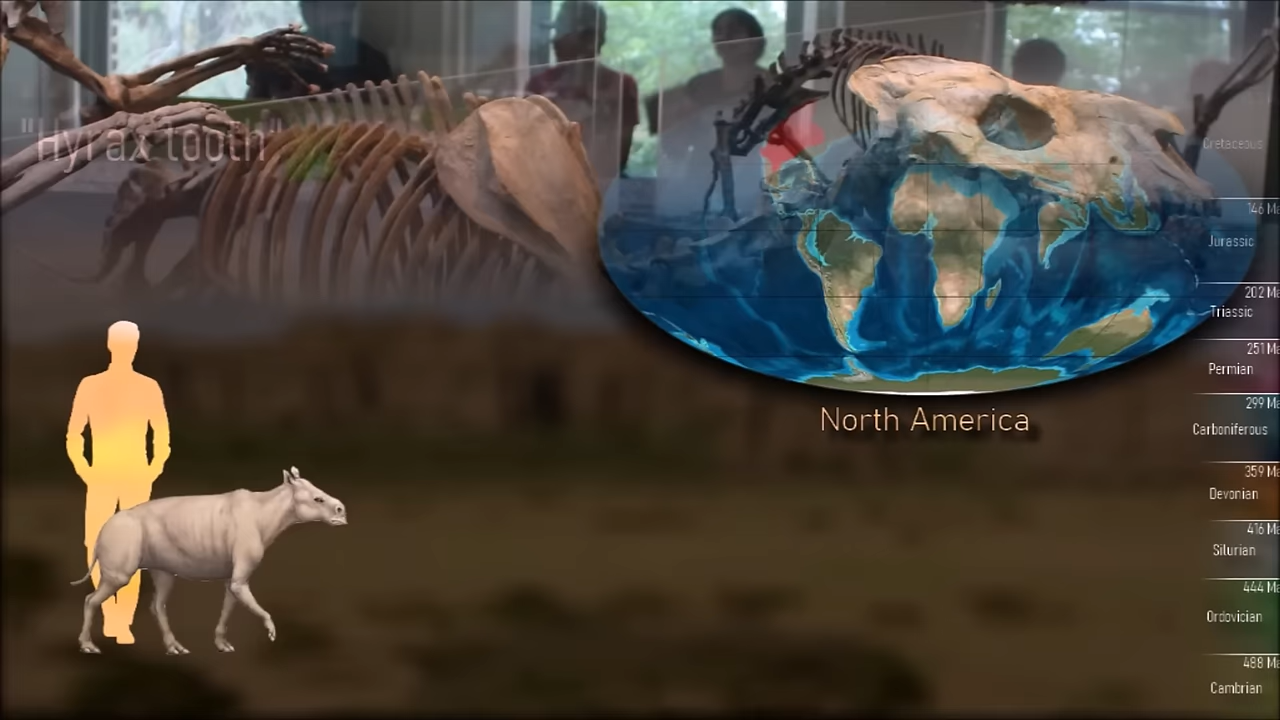 "Hyrax tooth"
North America
Cretaceous
146 Ma
Jurassic
202 Ma
Triassic
251 Ma
Permian
299 Ma
Carboniferous
359 Ma
Devonian
416 Ma
Silurian
444 Ma
Ordovician
488 Ma
Cambrian